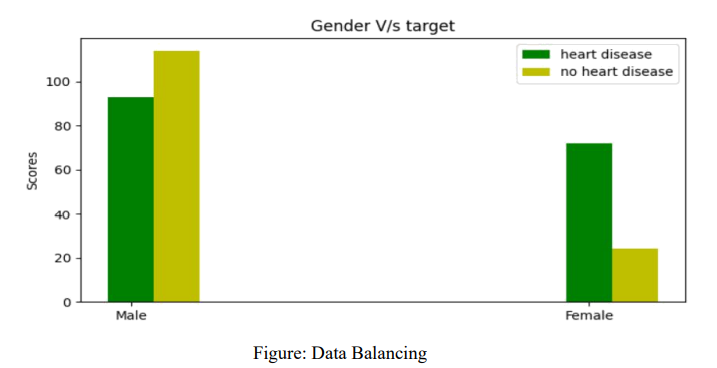 Gender V/s target
heart disease
no heart disease
100
80
60
40
20
0
Scores
Male
Female
Figure: Data Balancing